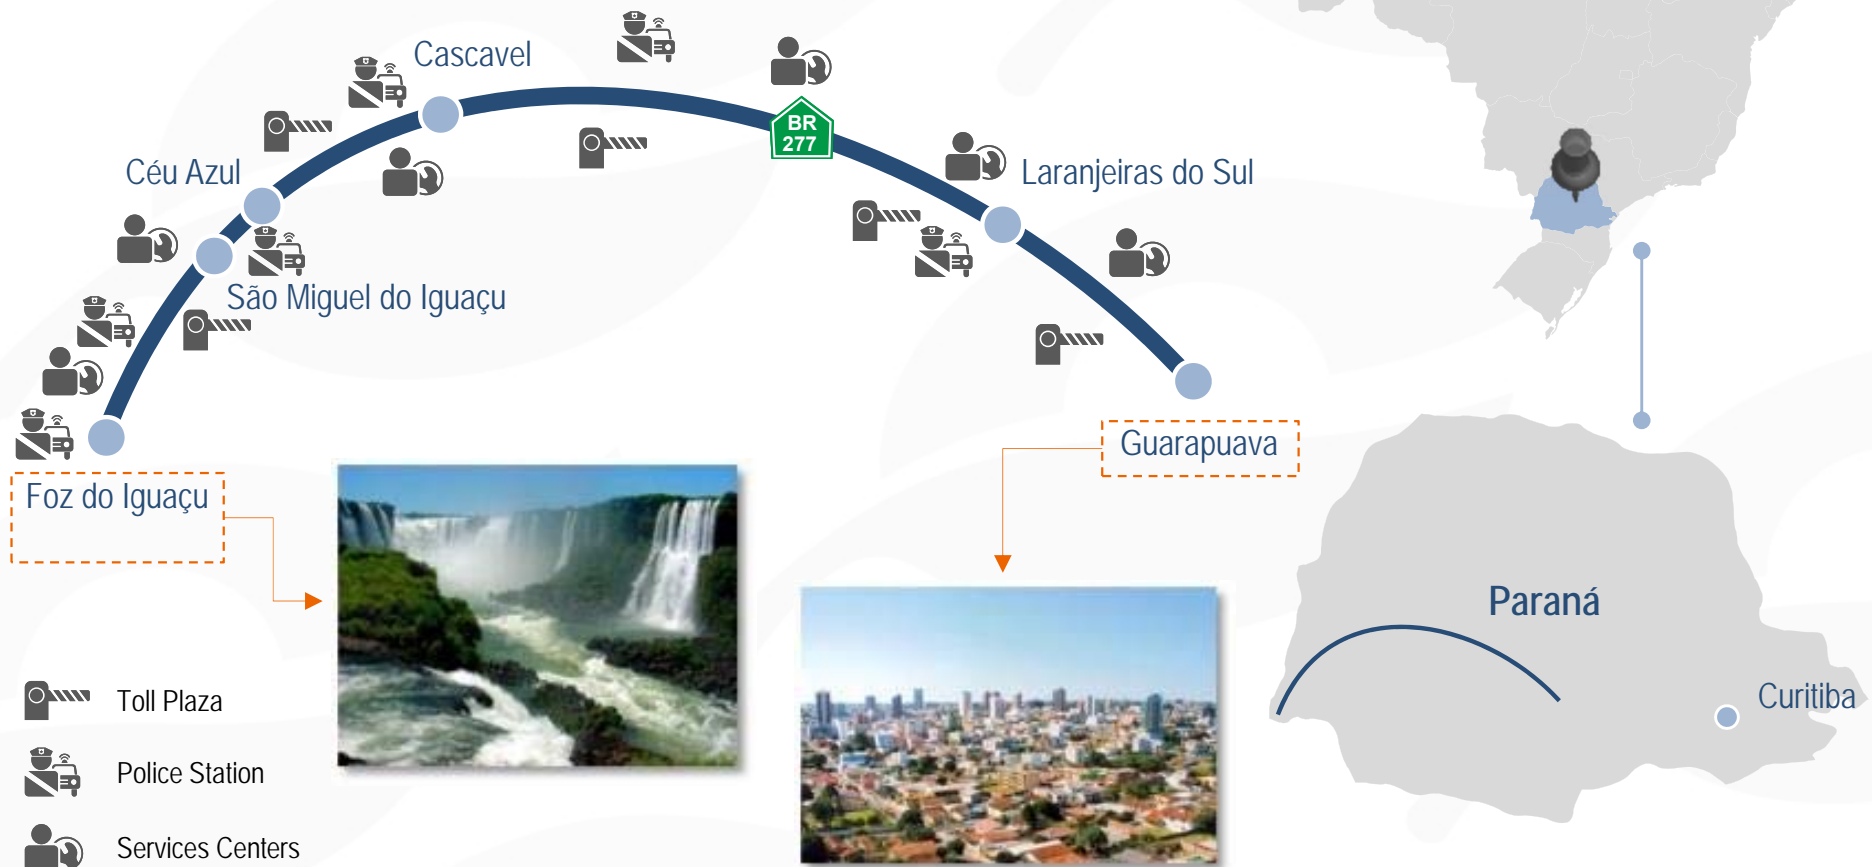 Cascavel
BR
277
Céu Azul
Laranjeiras do Sul
São Miguel do Iguaçu
Guarapuava
Foz do Iguaçu
Paraná
Curitiba
Toll Plaza
Police Station
Services Centers